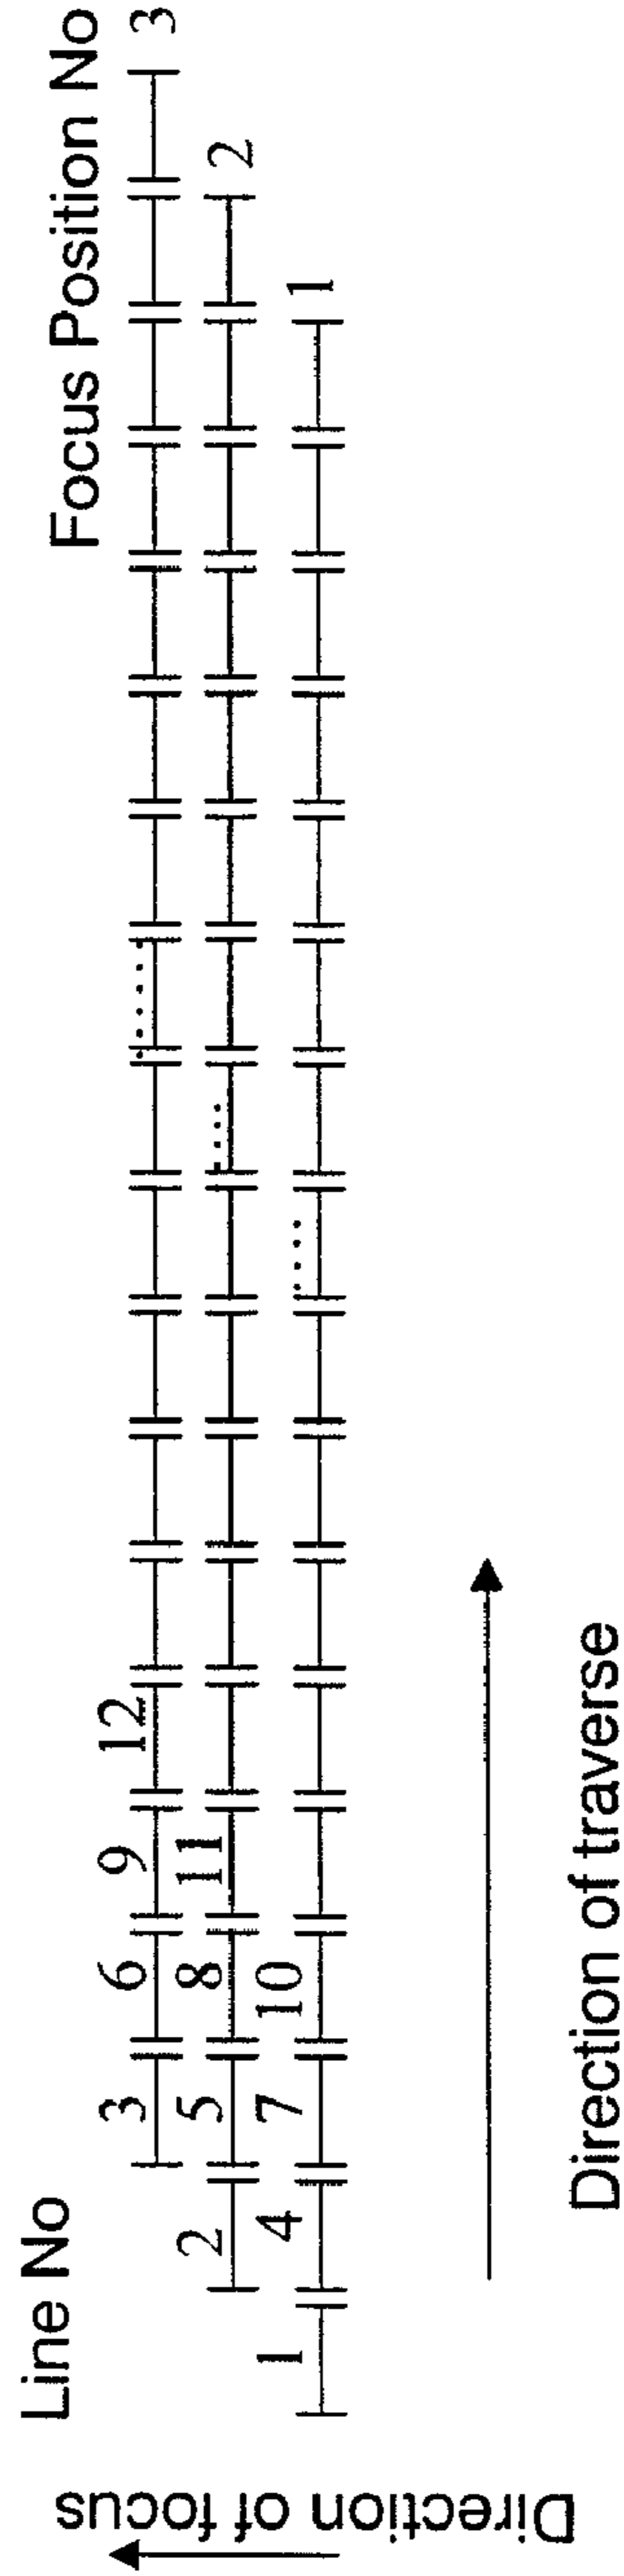 Line No
Focus Position No
3 6 9 12
3
2 5 8 11
2
1 4 7 10
1
Direction of focus
Direction of traverse